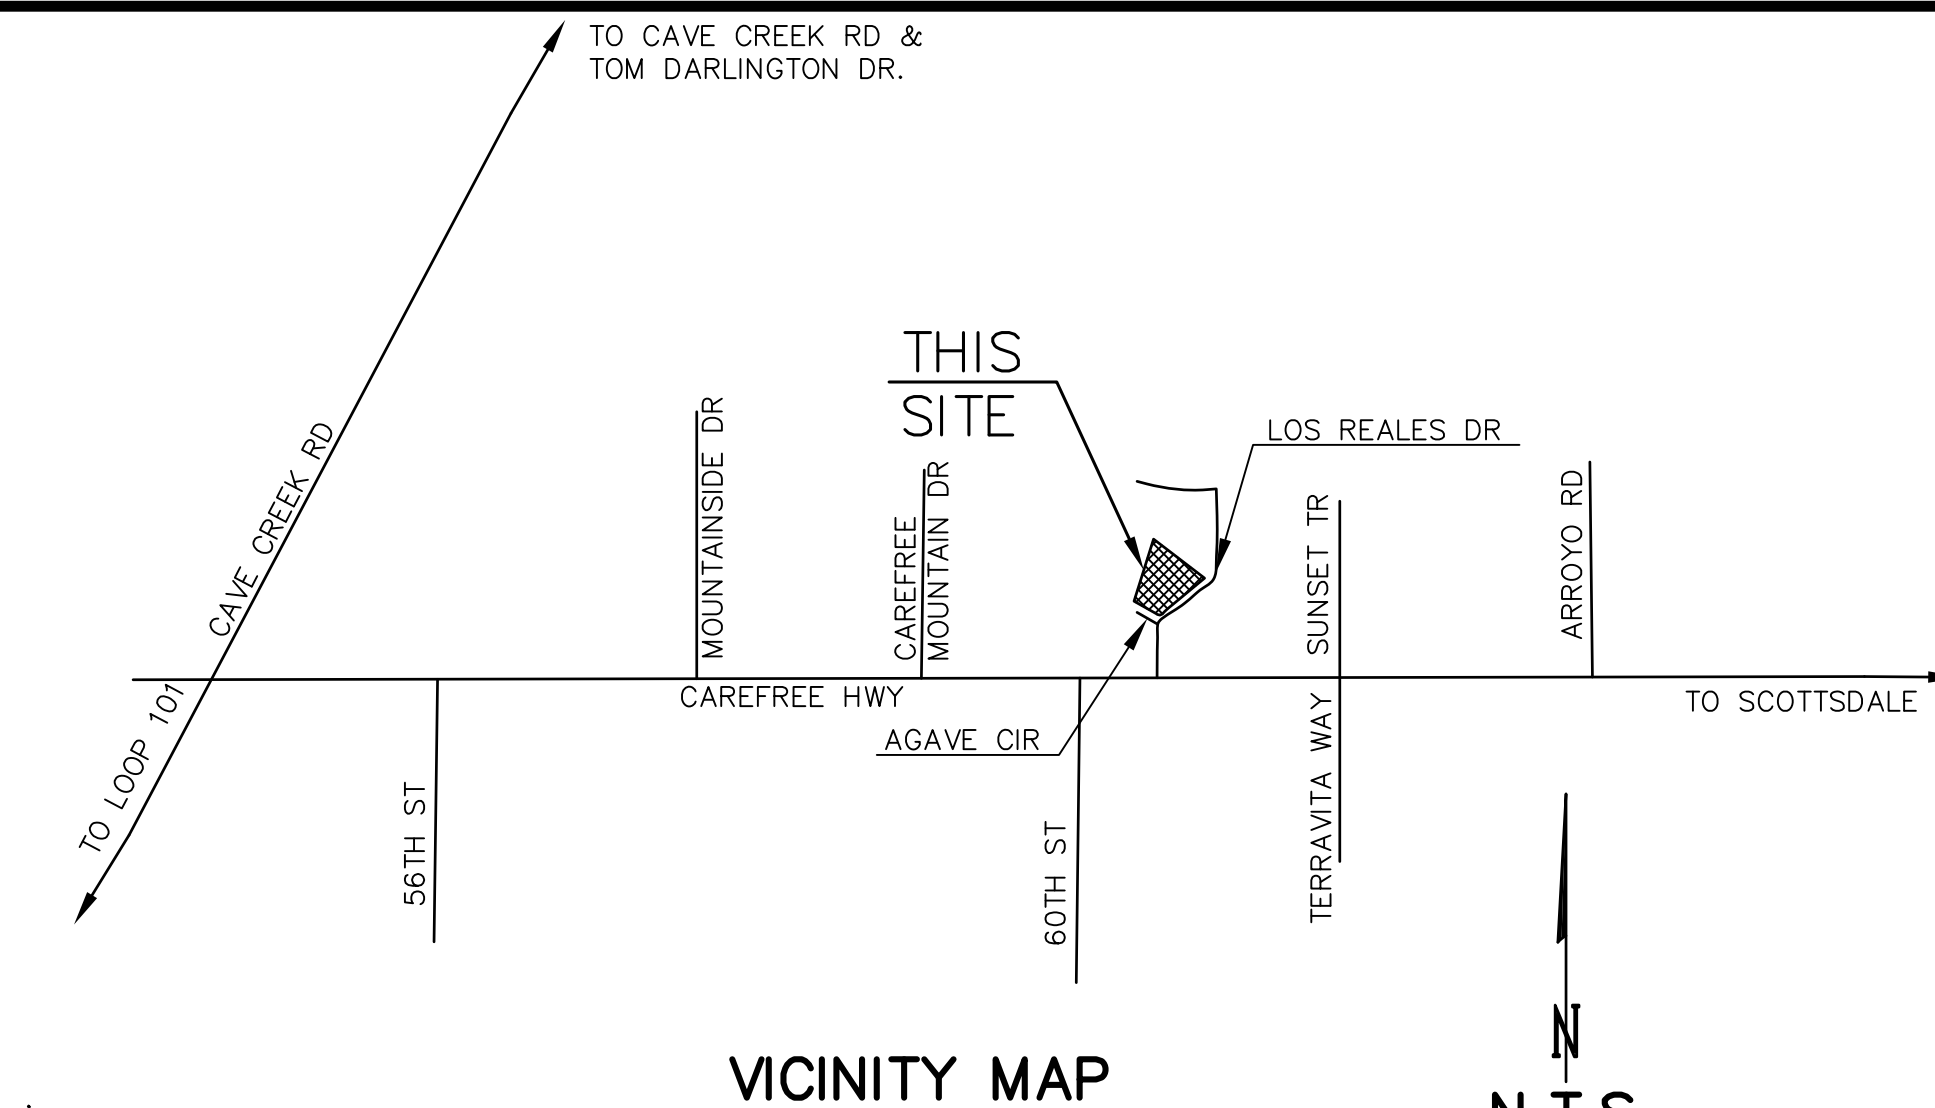 TO CAVE CREEK RD &
TOM DARLINGTON DR.
THIS
SITE
LOS REALES DR
CAVE CREEK RD
MOUNTAINSIDE DR
CAREFREE
MOUNTAIN DR
SUNSET TR
ARROYO RD
CAREFREE HWY
TO SCOTTSDALE
TO LOOP 101
AGAVE CIR
56TH ST
60TH ST
TERRAVITA WAY
N
VICINITY MAP
N.T.S.